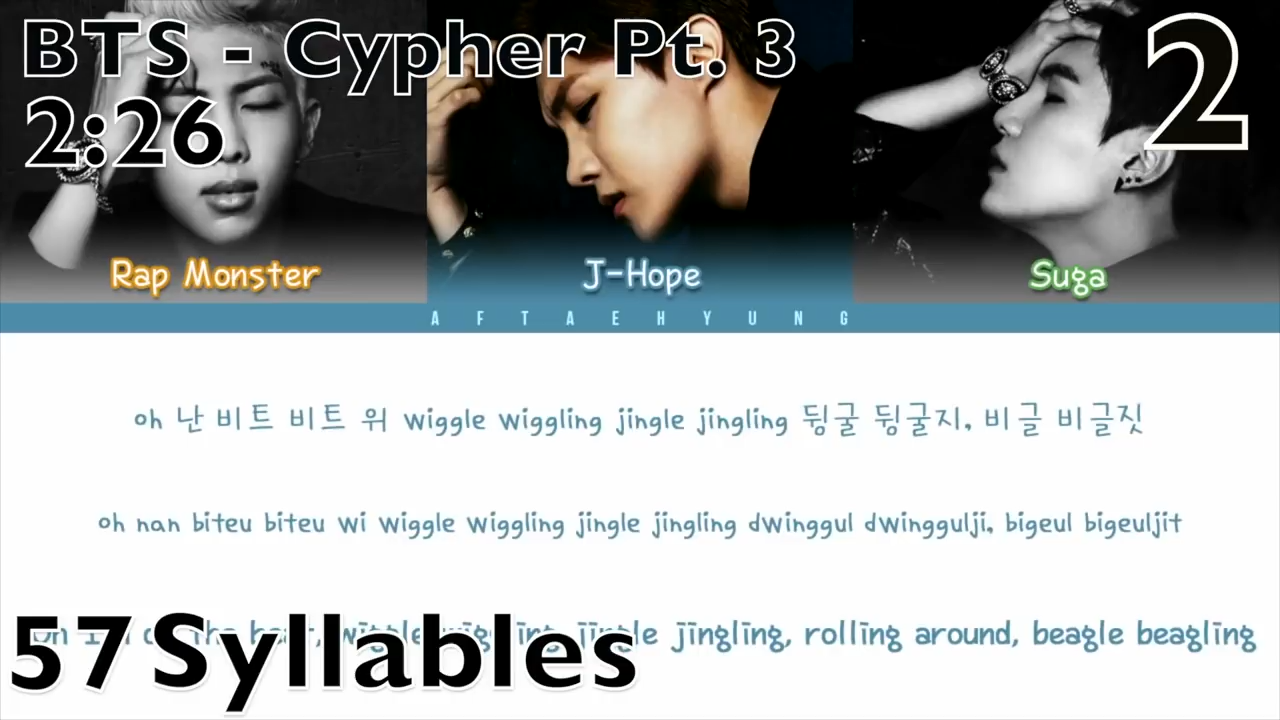 BTS - Cypher Pt. 3
2:26
2
Rap Monster
J-Hope
Suga
AFTAEHYUNG
oh 난 비트 비트 위 wiggle wiggling jingle jingling 뒹굴 뒹굴지, 비글 비글짓
oh nan biteu biteu wi wiggle wiggling jingle jingling dwinggul dwinggulji, bigeul bigeuljit
57 Syllables
wiggle wiggling jingle jingling, rolling around, beagle beagling